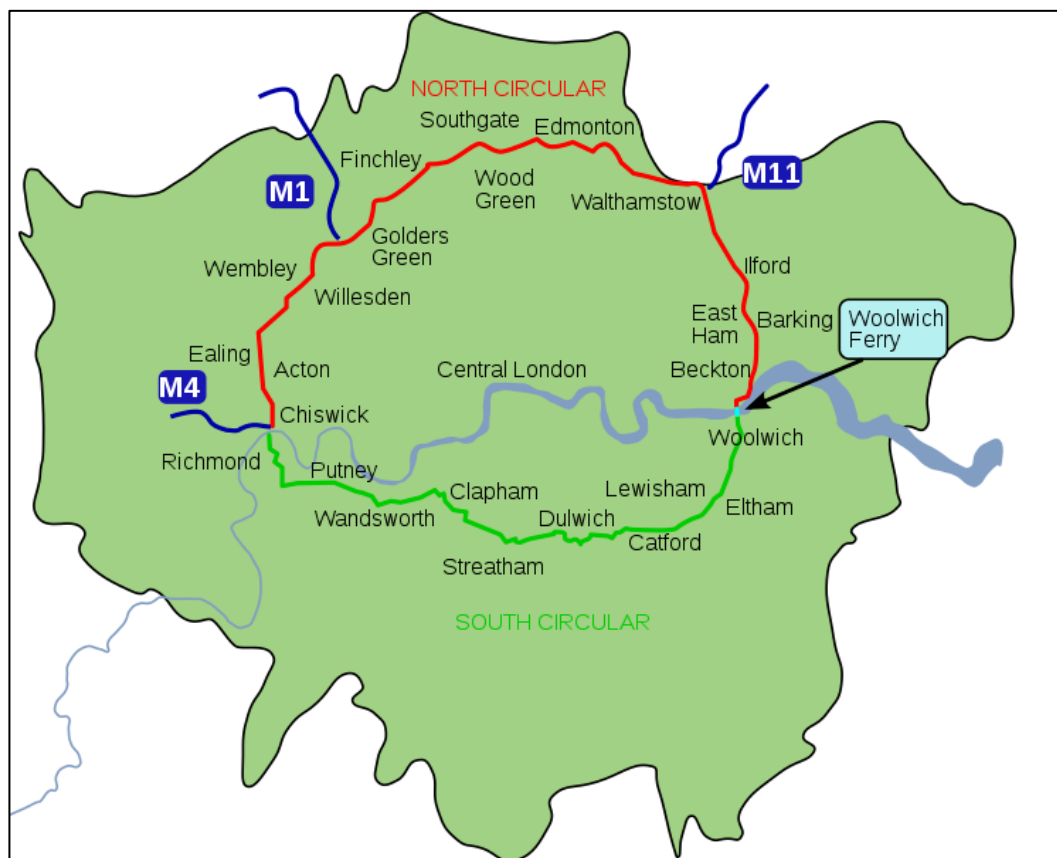 NORTH CIRCULAR
Southgate
Edmonton
Finchley
M1
Wood
Green
M11
Walthamstow
Golders
Green
Wembley
Willesden
Ilford
East
Ham
Barking
Woolwich
Ferry
Ealing
Acton
Central London
Beckton
M4
Chiswick
Woolwich
Richmond
Putney
Clapham
Lewisham
Eltham
Wandsworth
Dulwich
Catford
Streatham
SOUTH CIRCULAR